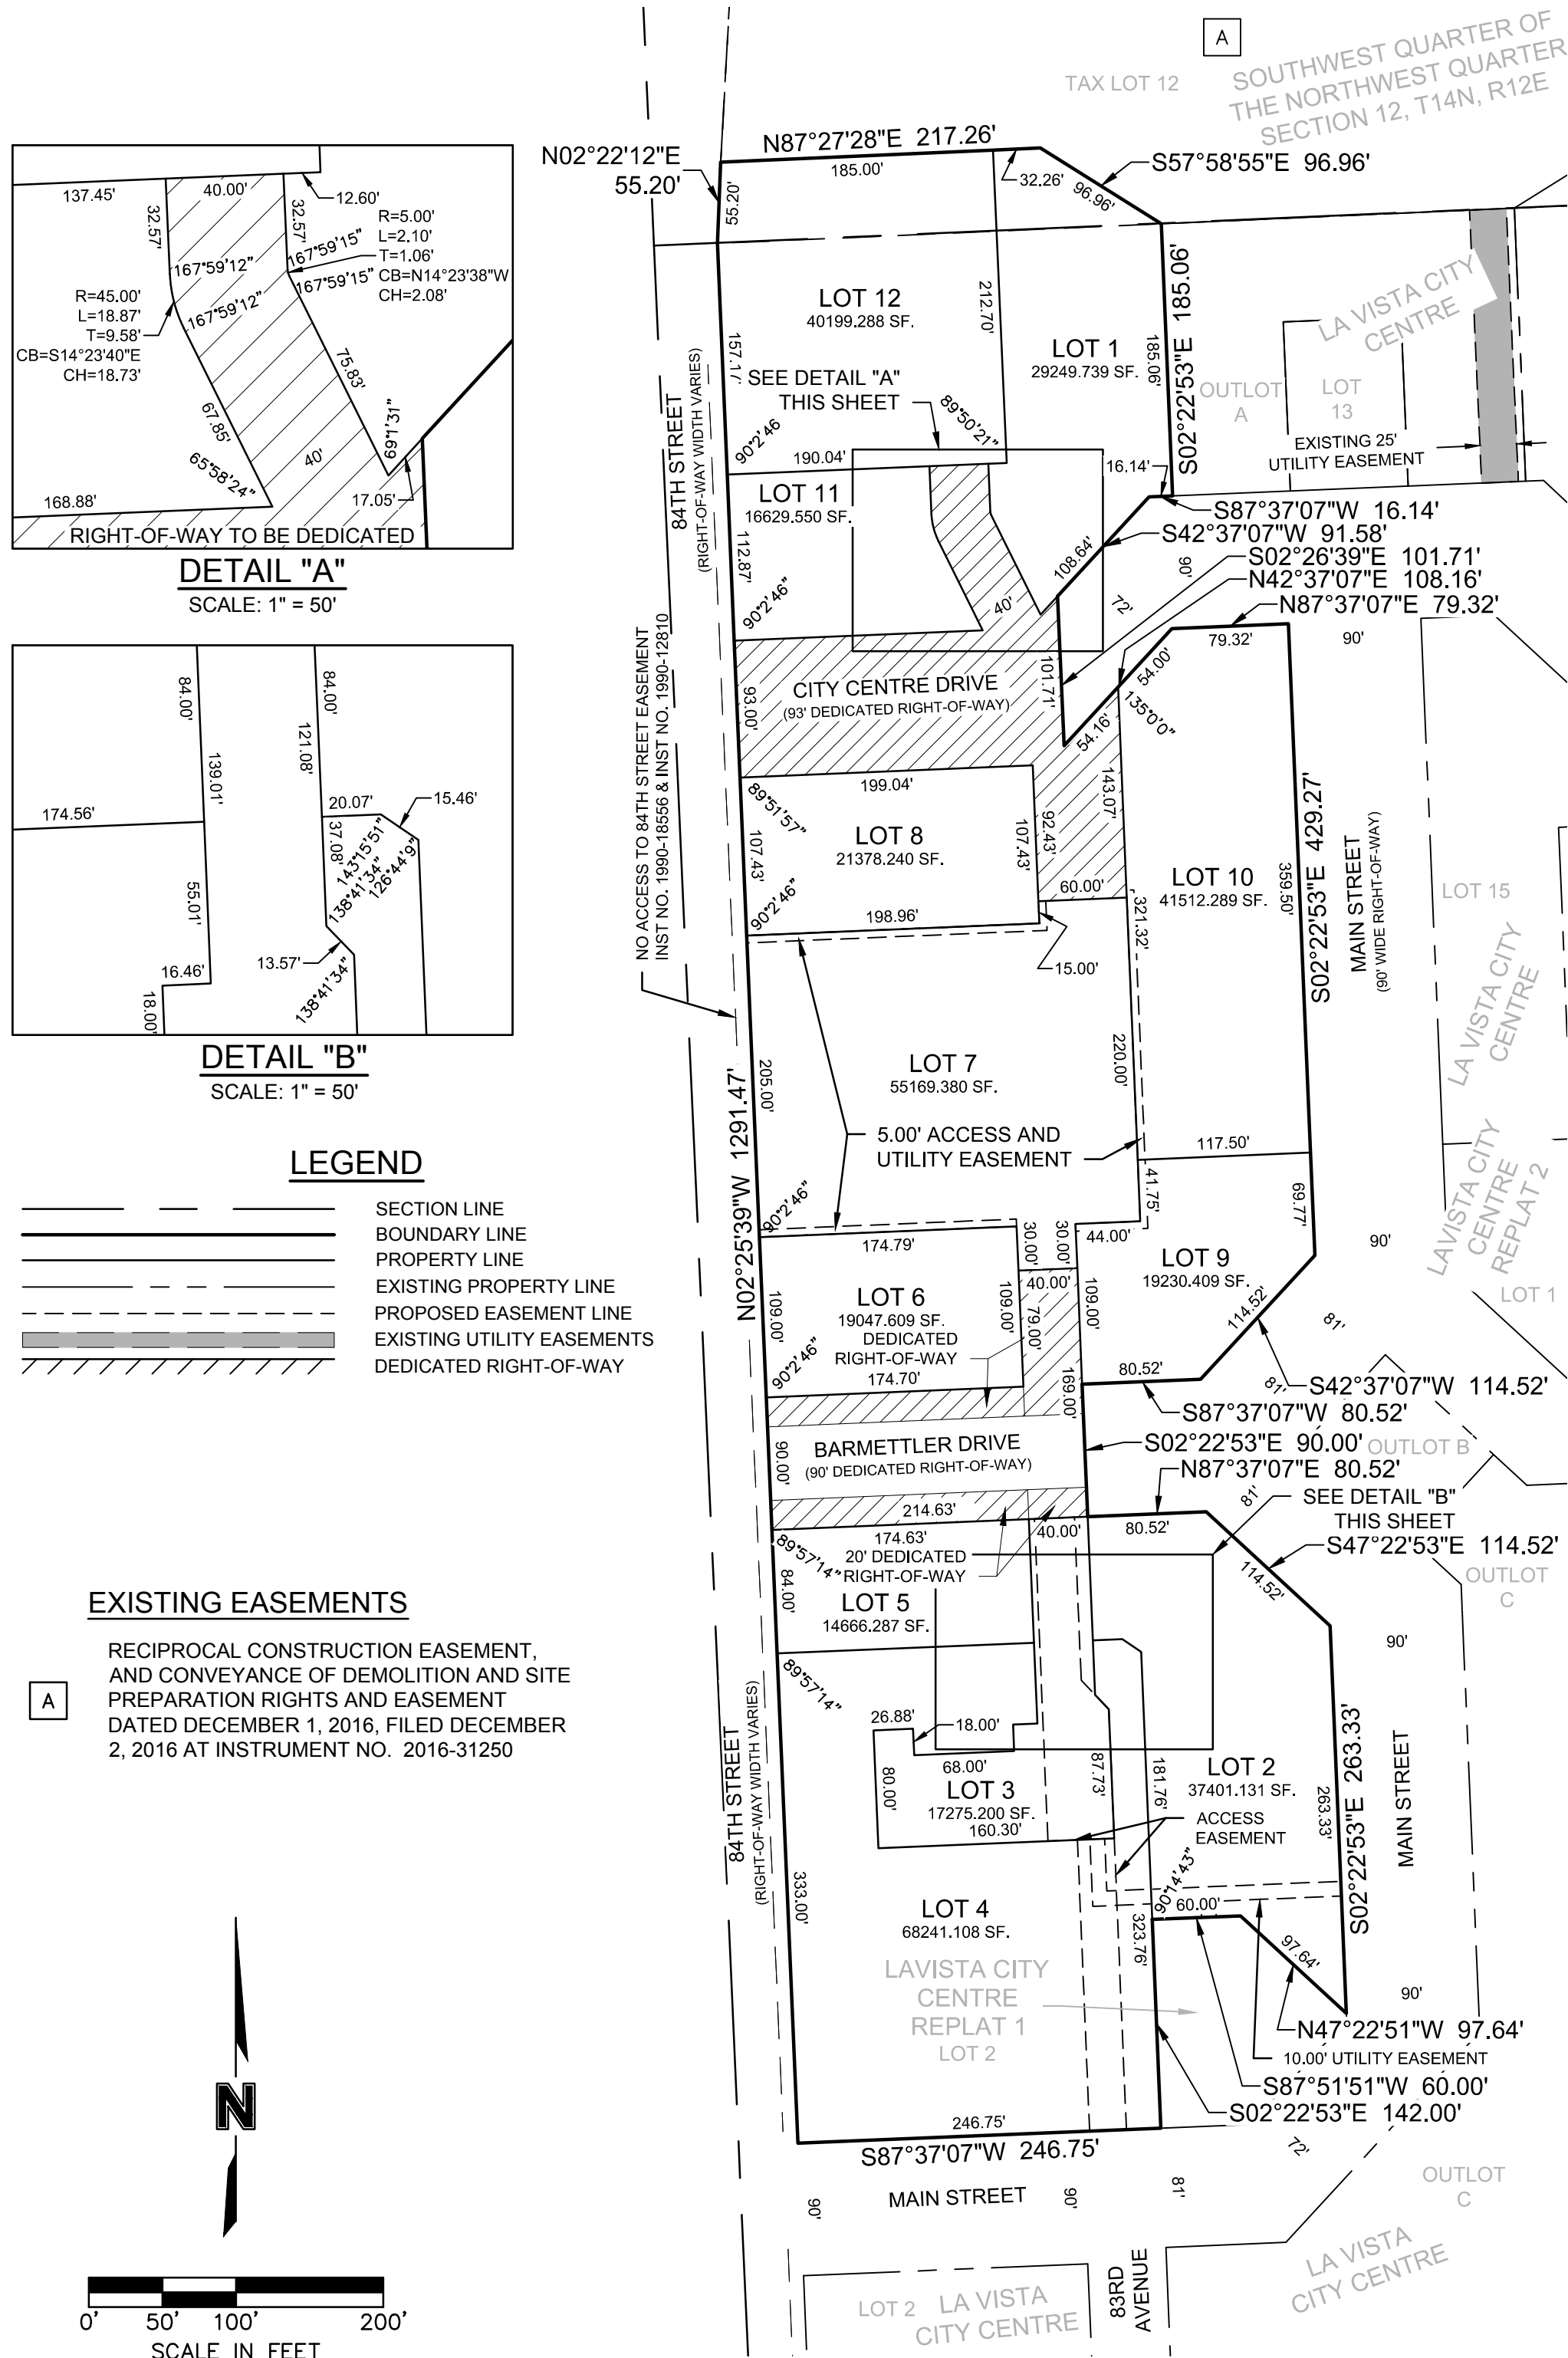 A
TAX LOT 12
SOUTHWEST QUARTER OF
THE NORTHWEST QUARTER
SECTION 12, T14N, R12E
N87°27'28"E 217.26'
N02°22'12"E
55.20'
185.00'
32.26'
S57°58'55"E 96.96'
96.96'
55.20'
137.45'
40.00'
12.60'
32.57'
32.57'
R=5.00'
L=2.10'
T=1.06'
CB=N14°23'38"W
CH=2.08'
167°59'15"
167°59'15"
167°59'12"
167°59'12"
R=45.00'
L=18.87'
T=9.58'
CB=S14°23'40"E
CH=18.73'
75.83'
67.85'
69°1'31"
65°58'24"
40'
17.05'
168.88'
RIGHT-OF-WAY TO BE DEDICATED
DETAIL "A"
SCALE: 1" = 50'
LOT 12
40199.288 SF.
212.70'
LOT 1
29249.739 SF.
185.06'
S02°22'53"E 185.06'
157.17'
SEE DETAIL "A"
THIS SHEET
89°50'21"
90°2'46
190.04'
16.14'
84TH STREET
(RIGHT-OF-WAY WIDTH VARIES)
LA VISTA CITY
CENTRE
OUTLOT
A
LOT
13
EXISTING 25'
UTILITY EASEMENT
LOT 11
16629.550 SF.
112.87'
90°2'46"
108.64'
40'
S87°37'07"W 16.14'
S42°37'07"W 91.58'
S02°26'39"E 101.71'
N42°37'07"E 108.16'
N87°37'07"E 79.32'
90'
72'
79.32'
90'
54.00'
135°0'0"
54.16'
101.71'
CITY CENTRE DRIVE
(93' DEDICATED RIGHT-OF-WAY)
93.00'
NO ACCESS TO 84TH STREET EASEMENT
INST NO. 1990-18556 & INST NO. 1990-12810
84.00'
84.00'
121.08'
139.01'
174.56'
20.07'
15.46'
37.08'
143°15'51"
138°41'34"
126°44'9"
55.01'
16.46'
13.57'
138°41'34"
18.00'
DETAIL "B"
SCALE: 1" = 50'
199.04'
89°51'57"
LOT 8
21378.240 SF.
107.43'
107.43'
92.43'
143.07'
60.00'
90°2'46"
198.96'
15.00'
321.32'
LOT 10
41512.289 SF.
359.50'
S02°22'53"E 429.27'
MAIN STREET
(90' WIDE RIGHT-OF-WAY)
LOT 15
LA VISTA CITY
CENTRE
LOT 7
55169.380 SF.
220.00'
205.00'
N02°25'39"W 1291.47'
5.00' ACCESS AND
UTILITY EASEMENT
117.50'
41.75'
69.77'
LAVISTA CITY
CENTRE
REPLAT 2
LOT 1
LEGEND
SECTION LINE
BOUNDARY LINE
PROPERTY LINE
EXISTING PROPERTY LINE
PROPOSED EASEMENT LINE
EXISTING UTILITY EASEMENTS
DEDICATED RIGHT-OF-WAY
90°2'46"
174.79'
30.00'
30.00'
44.00'
LOT 9
19230.409 SF.
90'
LOT 6
19047.609 SF.
109.00'
109.00'
40.00'
79.00'
109.00'
114.52'
81'
DEDICATED
RIGHT-OF-WAY
90°2'46"
174.70'
169.00'
80.52'
81'
S42°37'07"W 114.52'
S87°37'07"W 80.52'
S02°22'53"E 90.00'
OUTLOT B
BARMETTLER DRIVE
(90' DEDICATED RIGHT-OF-WAY)
90.00'
N87°37'07"E 80.52'
81'
SEE DETAIL "B"
THIS SHEET
S47°22'53"E 114.52'
214.63'
174.63'
40.00'
80.52'
114.52'
89°57'14"
20' DEDICATED
RIGHT-OF-WAY
84.00'
LOT 5
14666.287 SF.
OUTLOT
C
90'
EXISTING EASEMENTS
A
RECIPROCAL CONSTRUCTION EASEMENT,
AND CONVEYANCE OF DEMOLITION AND SITE
PREPARATION RIGHTS AND EASEMENT
DATED DECEMBER 1, 2016, FILED DECEMBER
2, 2016 AT INSTRUMENT NO. 2016-31250
89°57'14"
84TH STREET
(RIGHT-OF-WAY WIDTH VARIES)
26.88'
18.00'
68.00'
80.00'
LOT 3
17275.200 SF.
160.30'
87.73'
181.76'
LOT 2
37401.131 SF.
ACCESS
EASEMENT
263.33'
S02°22'53"E 263.33'
MAIN STREET
333.00'
LOT 4
68241.108 SF.
90°14'43"
60.00'
323.76'
97.64'
90'
LAVISTA CITY
CENTRE
REPLAT 1
LOT 2
N47°22'51"W 97.64'
10.00' UTILITY EASEMENT
S87°51'51"W 60.00'
S02°22'53"E 142.00'
246.75'
S87°37'07"W 246.75'
72'
MAIN STREET
90'
90'
81'
OUTLOT
C
N
0' 50' 100' 200'
SCALE IN FEET
LOT 2
LA VISTA
CITY CENTRE
83RD
AVENUE
LA VISTA
CITY CENTRE